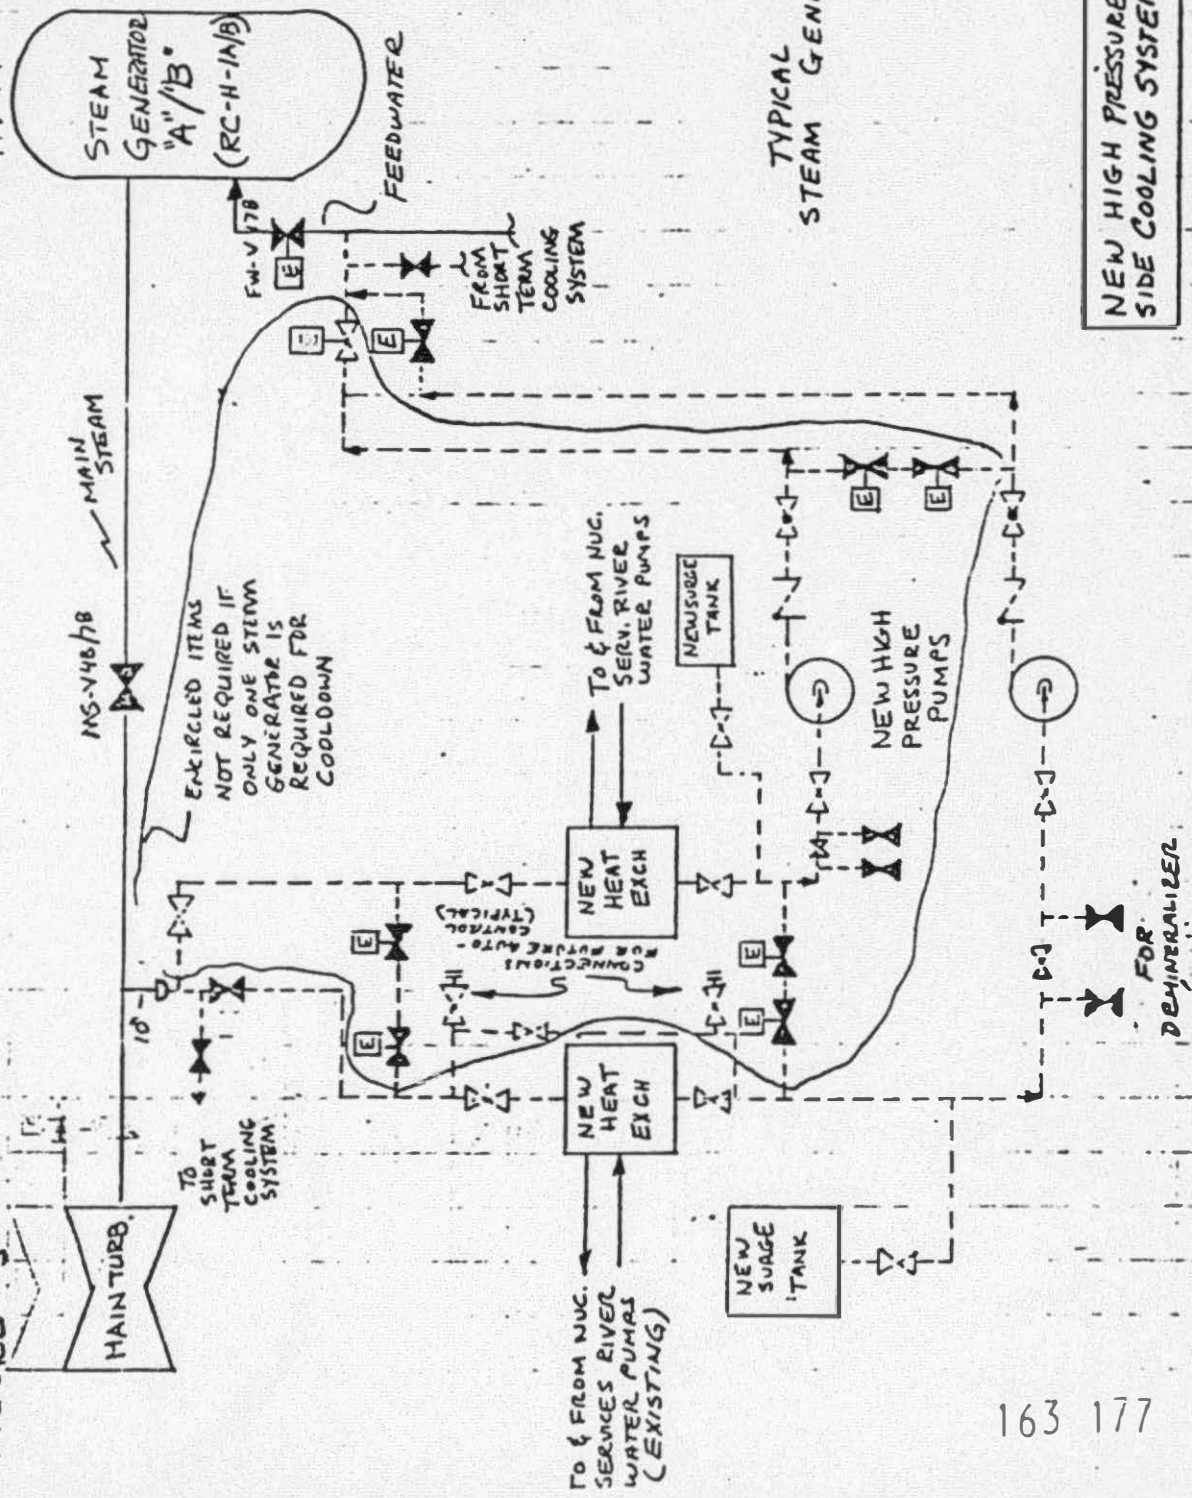 STEAM
GENERATOR
"A"/"B"
(RC-H-1A/B)
FEEDWATER
FW-V 17B
E
FROM
SHORT
TERM
COOLING
SYSTEM
E
MAIN
STEAM
MS-V4B/7B
ENCIRCLED ITEMS
NOT REQUIRED IF
ONLY ONE STEAM
GENERATOR IS
REQUIRED FOR
COOLDOWN
TYPICAL
STEAM GENE
NEW HIGH PRESSURE
SIDE COOLING SYSTEM
TO & FROM NUC.
SERV. RIVER
WATER PUMPS
NEW SURGE
TANK
E
E
NEW HIGH
PRESSURE
PUMPS
NEW
HEAT
EXCH
CONNECTIONS
FOR FUTURE AUTO-
CONTROL
(TYPICAL)
E
E
E
E
NEW
HEAT
EXCH
TO
SHORT
TERM
COOLING
SYSTEM
MAIN TURB.
TO & FROM NUC.
SERVICES RIVER
WATER PUMPS
(EXISTING)
NEW
SURGE
TANK
FOR
DEMINERALIZER
163 177